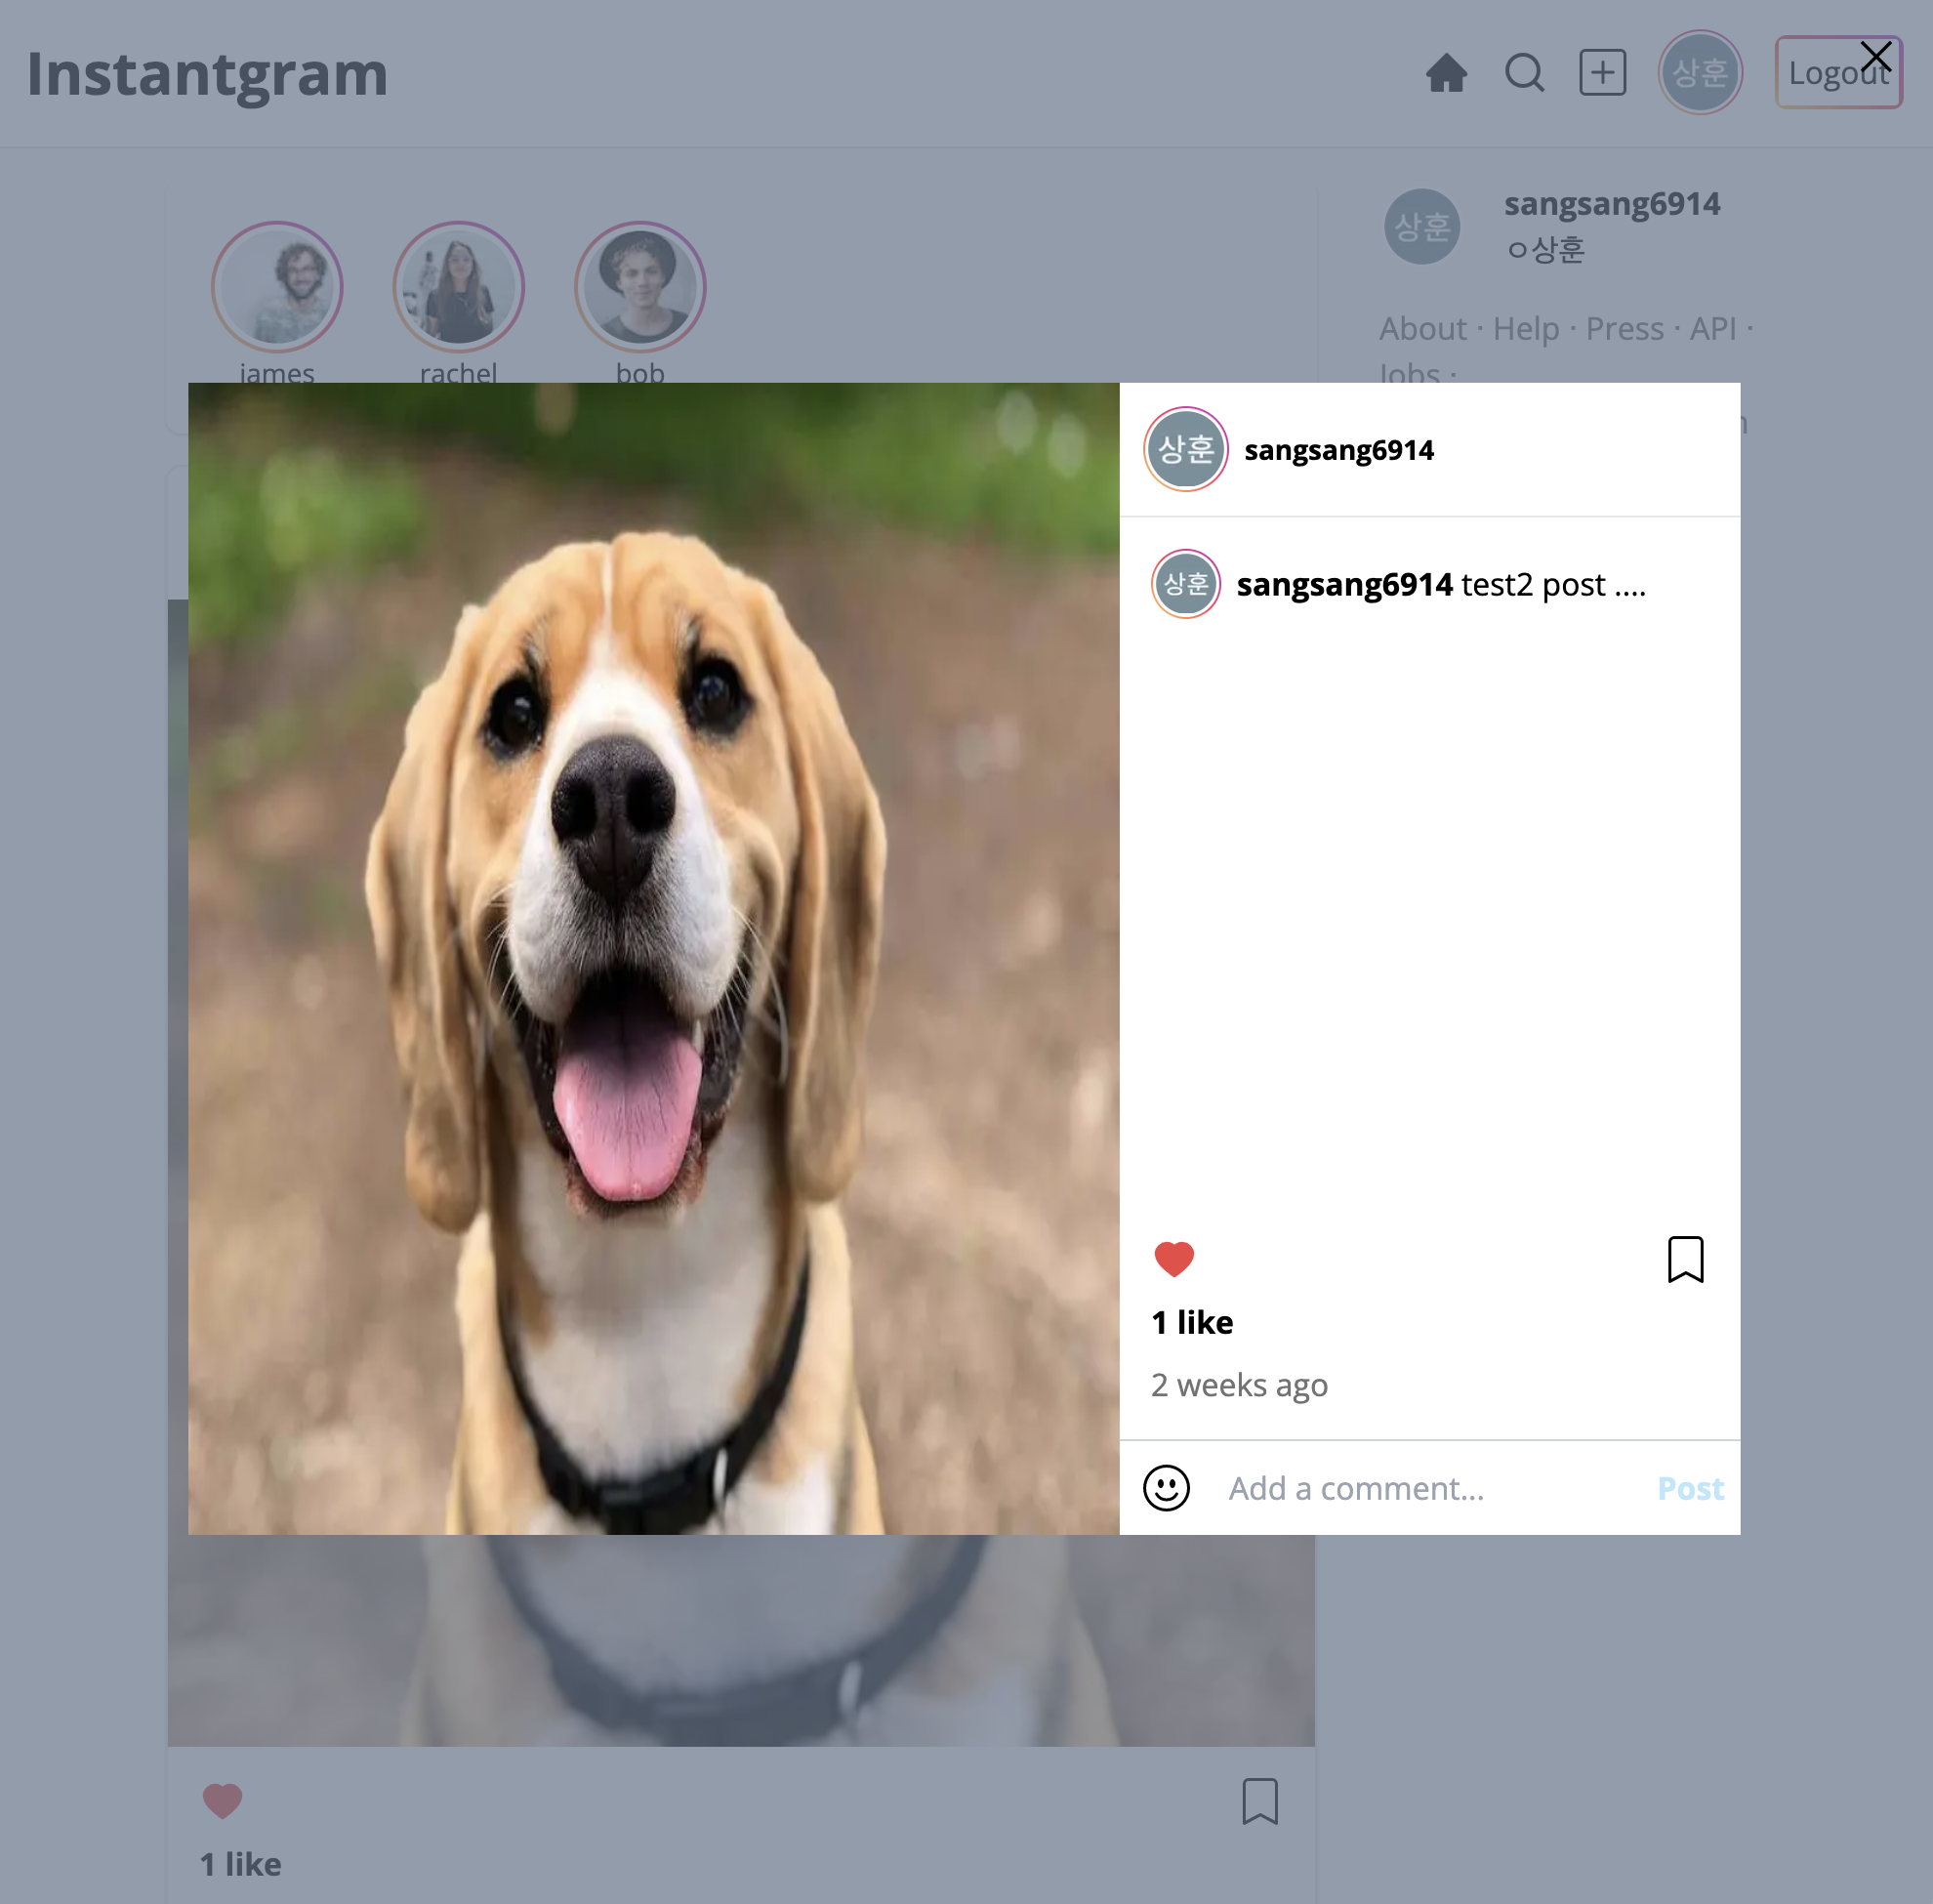 Instantgram
상훈
Logout
james
rachel
bob
상훈
sangsang6914
ㅇ상훈
About · Help · Press · API ·
Jobs ·
상훈
sangsang6914
상훈
sangsang6914 test2 post ....
1 like
2 weeks ago
Add a comment...
Post
1 like